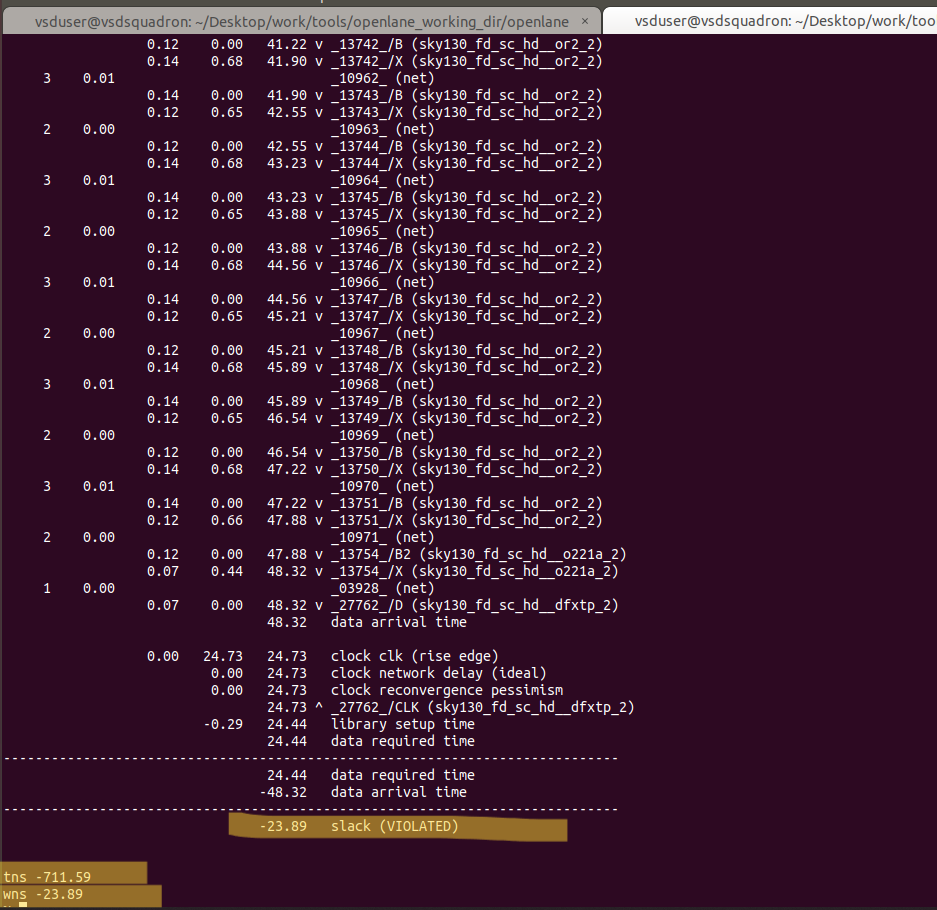 vsduser@vsdsquadron: ~/Desktop/work/tools/openlane_working_dir/openlane × vsduser@vsdsquadron: ~/Desktop/work/too
0.12 0.00 41.22 v _13742_/B (sky130_fd_sc_hd__or2_2)
0.14 0.68 41.90 v _13742_/X (sky130_fd_sc_hd__or2_2)
3 0.01 _10962_ (net)
0.14 0.00 41.90 v _13743_/B (sky130_fd_sc_hd__or2_2)
0.12 0.65 42.55 v _13743_/X (sky130_fd_sc_hd__or2_2)
2 0.00 _10963_ (net)
0.12 0.00 42.55 v _13744_/B (sky130_fd_sc_hd__or2_2)
0.14 0.68 43.23 v _13744_/X (sky130_fd_sc_hd__or2_2)
3 0.01 _10964_ (net)
0.14 0.00 43.23 v _13745_/B (sky130_fd_sc_hd__or2_2)
0.12 0.65 43.88 v _13745_/X (sky130_fd_sc_hd__or2_2)
2 0.00 _10965_ (net)
0.12 0.00 43.88 v _13746_/B (sky130_fd_sc_hd__or2_2)
0.14 0.68 44.56 v _13746_/X (sky130_fd_sc_hd__or2_2)
3 0.01 _10966_ (net)
0.14 0.00 44.56 v _13747_/B (sky130_fd_sc_hd__or2_2)
0.12 0.65 45.21 v _13747_/X (sky130_fd_sc_hd__or2_2)
2 0.00 _10967_ (net)
0.12 0.00 45.21 v _13748_/B (sky130_fd_sc_hd__or2_2)
0.14 0.68 45.89 v _13748_/X (sky130_fd_sc_hd__or2_2)
3 0.01 _10968_ (net)
0.14 0.00 45.89 v _13749_/B (sky130_fd_sc_hd__or2_2)
0.12 0.65 46.54 v _13749_/X (sky130_fd_sc_hd__or2_2)
2 0.00 _10969_ (net)
0.12 0.00 46.54 v _13750_/B (sky130_fd_sc_hd__or2_2)
0.14 0.68 47.22 v _13750_/X (sky130_fd_sc_hd__or2_2)
3 0.01 _10970_ (net)
0.14 0.00 47.22 v _13751_/B (sky130_fd_sc_hd__or2_2)
0.12 0.66 47.88 v _13751_/X (sky130_fd_sc_hd__or2_2)
2 0.00 _10971_ (net)
0.12 0.00 47.88 v _13754_/B2 (sky130_fd_sc_hd__o221a_2)
0.07 0.44 48.32 v _13754_/X (sky130_fd_sc_hd__o221a_2)
1 0.00 _03928_ (net)
0.07 0.00 48.32 v _27762_/D (sky130_fd_sc_hd__dfxtp_2)
48.32 data arrival time
0.00 24.73 24.73 clock clk (rise edge)
0.00 24.73 clock network delay (ideal)
0.00 24.73 clock reconvergence pessimism
24.73 ^ _27762_/CLK (sky130_fd_sc_hd__dfxtp_2)
-0.29 24.44 library setup time
24.44 data required time
-----------------------------------------------------------------------------
24.44 data required time
-48.32 data arrival time
-----------------------------------------------------------------------------
-23.89 slack (VIOLATED)
tns -711.59
wns -23.89